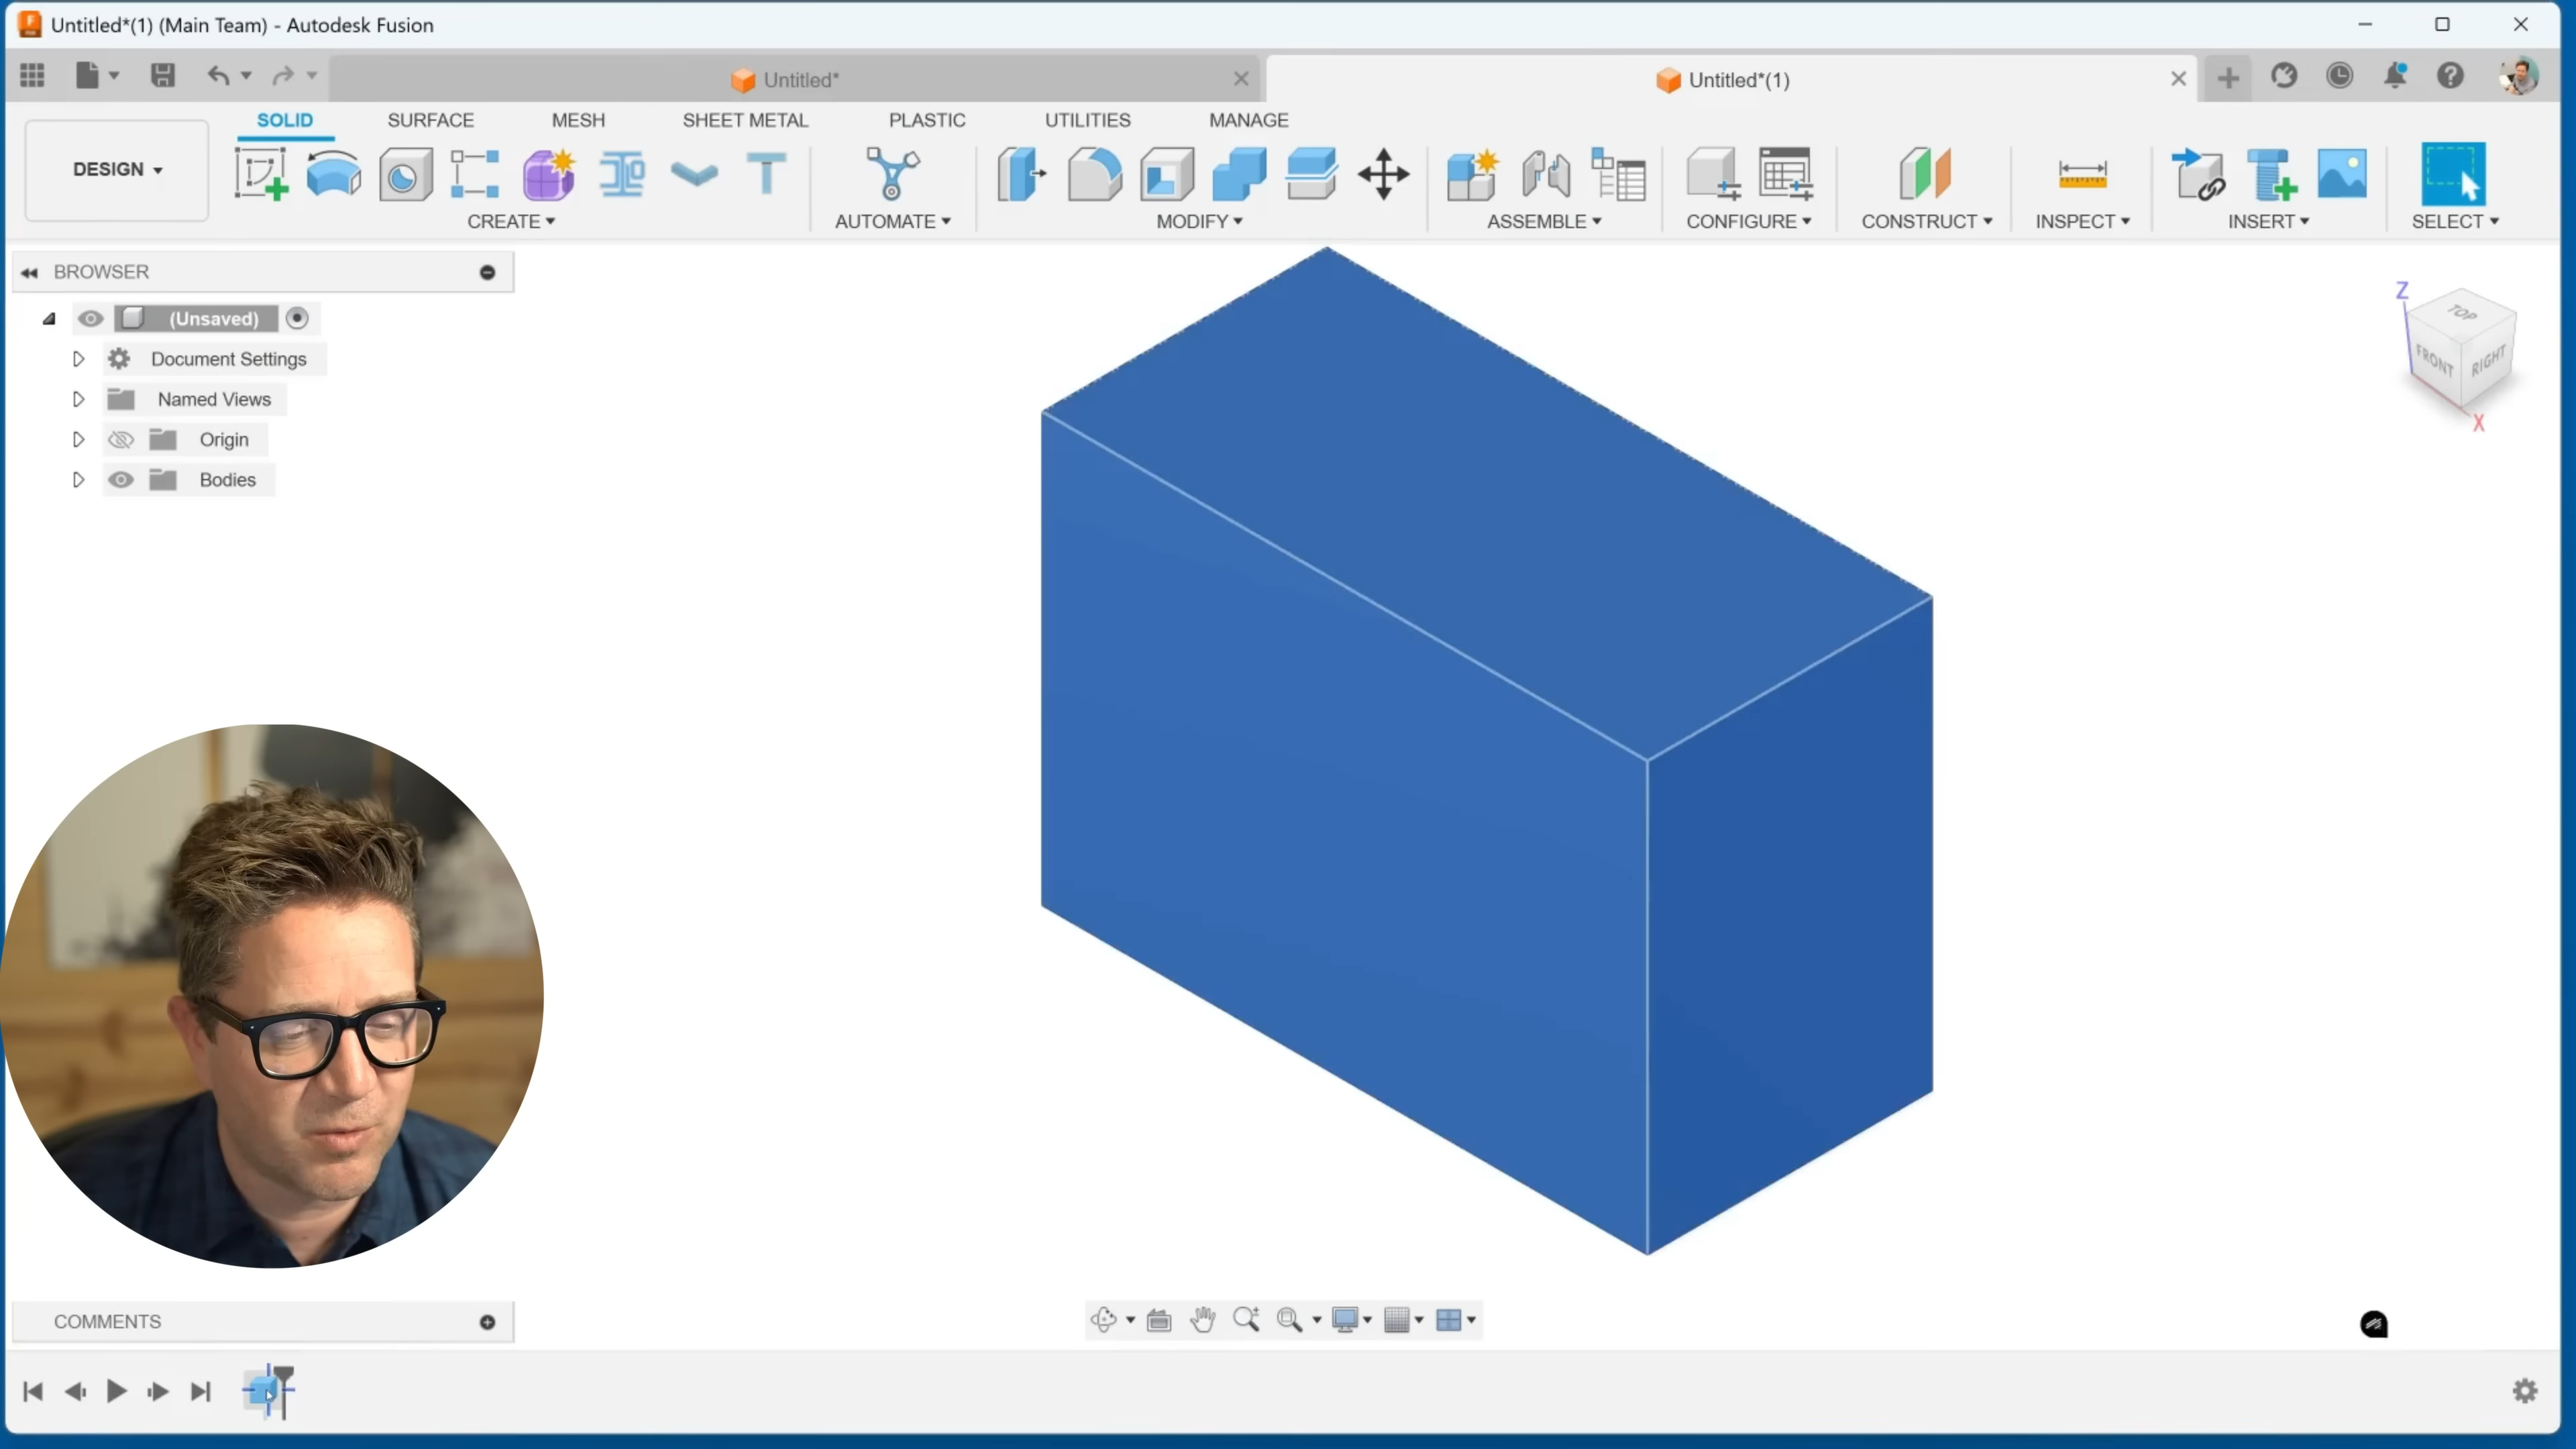 Untitled*(1) (Main Team) - Autodesk Fusion
Untitled*
Untitled*(1)
SOLID
SURFACE
MESH
SHEET METAL
PLASTIC
UTILITIES
MANAGE
DESIGN
CREATE
AUTOMATE
MODIFY
ASSEMBLE
CONFIGURE
CONSTRUCT
INSPECT
INSERT
SELECT
BROWSER
(Unsaved)
Document Settings
Named Views
Origin
Bodies
Z
TOP
FRONT
RIGHT
X
COMMENTS